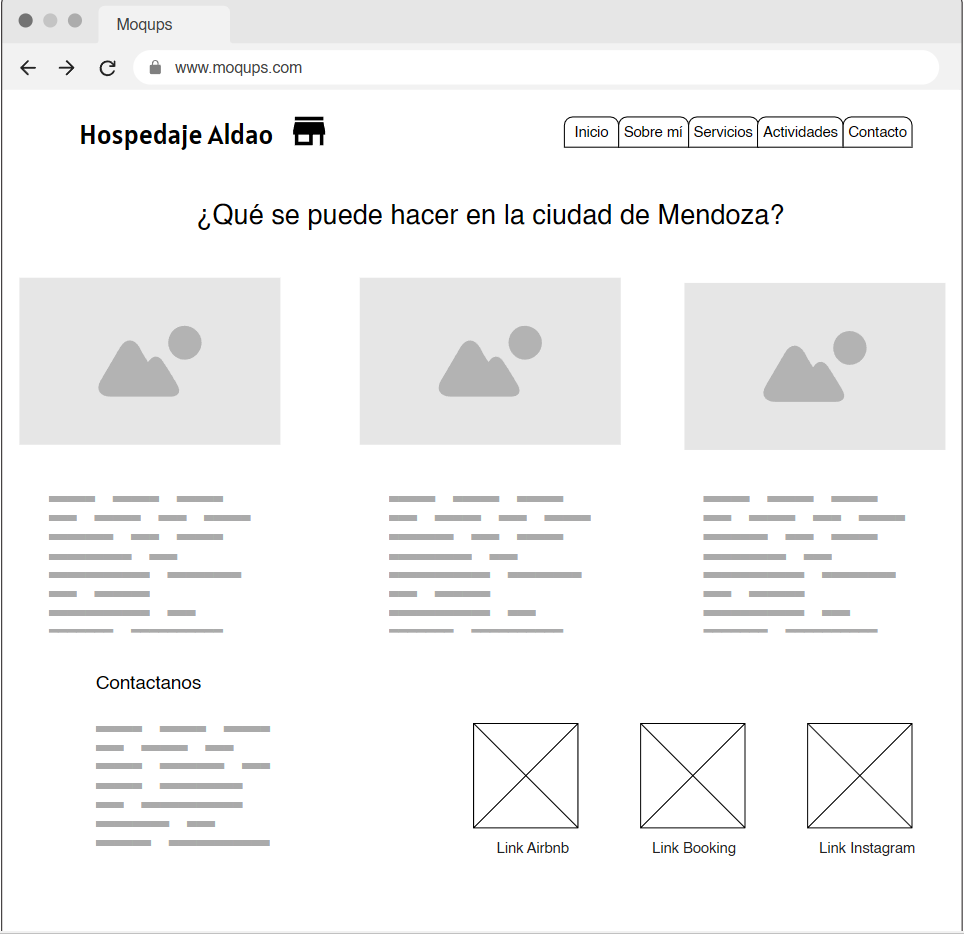 Moqups
www.moqups.com
Hospedaje Aldao
Inicio Sobre mí Servicios Actividades Contacto
¿Qué se puede hacer en la ciudad de Mendoza?
Contactanos
Link Airbnb Link Booking Link Instagram